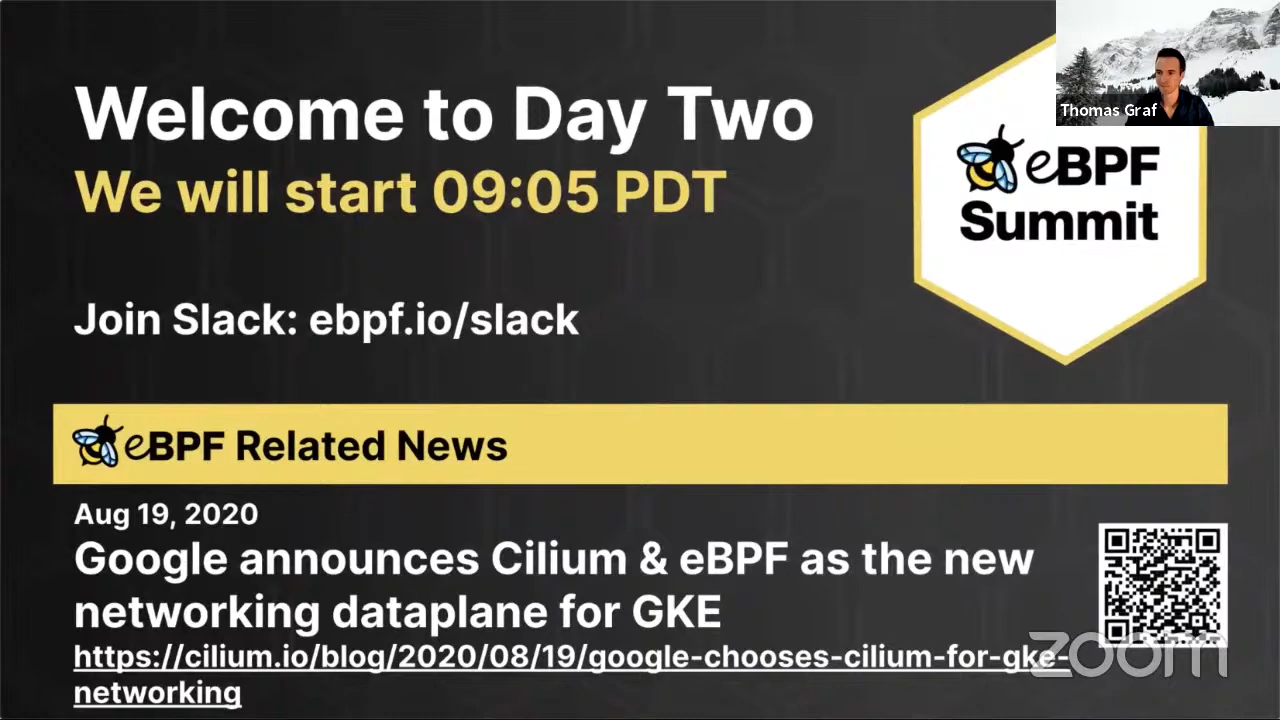 Welcome to Day Two
We will start 09:05 PDT
Thomas Graf
eBPF
Summit
Join Slack: ebpf.io/slack
eBPF Related News
Aug 19, 2020
Google announces Cilium & eBPF as the new
networking dataplane for GKE
https://cilium.io/blog/2020/08/19/google-chooses-cilium-for-gke-
networking
zoom